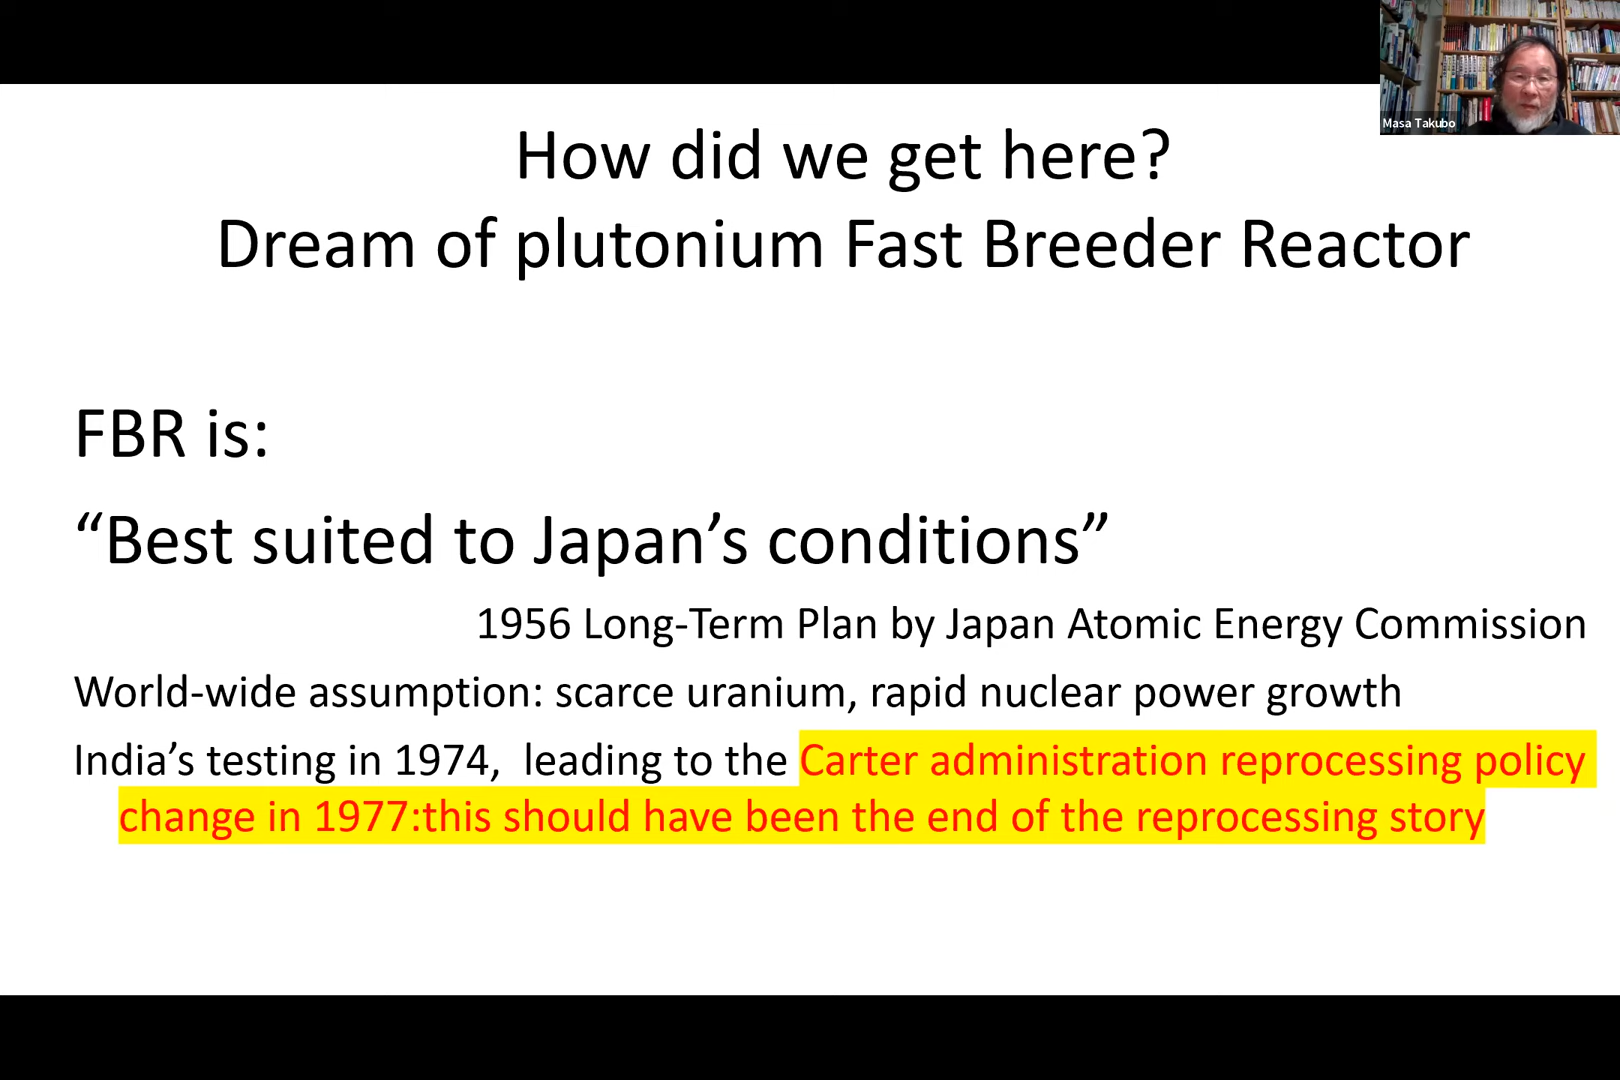 Masa Takubo
How did we get here?
Dream of plutonium Fast Breeder Reactor
FBR is:
“Best suited to Japan’s conditions”
1956 Long-Term Plan by Japan Atomic Energy Commission
World-wide assumption: scarce uranium, rapid nuclear power growth
India’s testing in 1974,  leading to the Carter administration reprocessing policy
change in 1977:this should have been the end of the reprocessing story